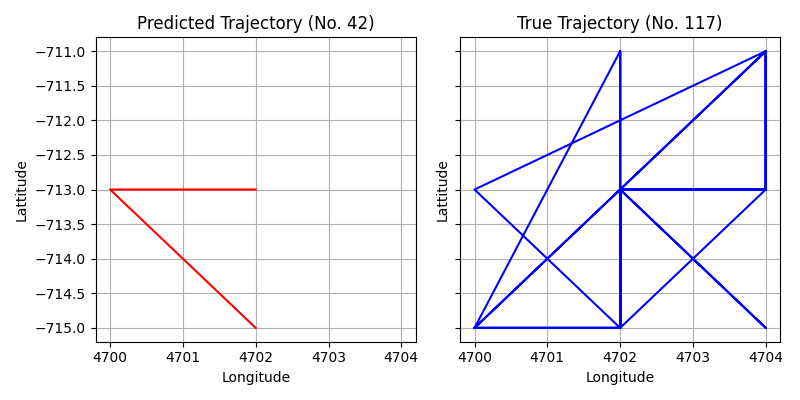 Predicted Trajectory (No. 42)
True Trajectory (No. 117)
−711.0
−711.5
−712.0
−712.5
−713.0
−713.5
−714.0
−714.5
−715.0
Lattitude
Lattitude
4700 4701 4702 4703 4704
4700 4701 4702 4703 4704
Longitude
Longitude